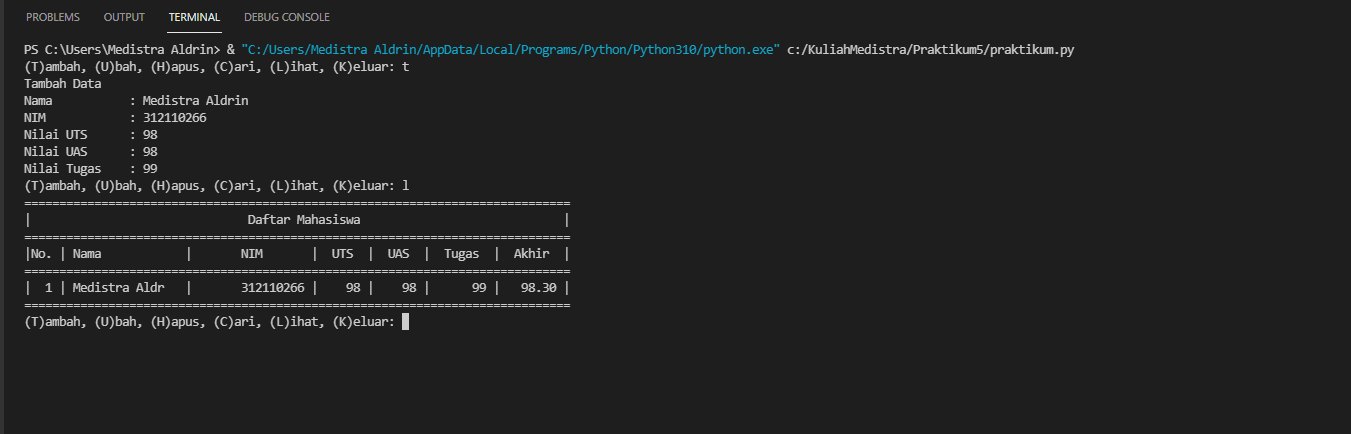 PROBLEMS OUTPUT TERMINAL DEBUG CONSOLE
PS C:\Users\Medistra Aldrin> & "C:/Users/Medistra Aldrin/AppData/Local/Programs/Python/Python310/python.exe" c:/KuliahMedistra/Praktikum5/praktikum.py
(T)ambah, (U)bah, (H)apus, (C)ari, (L)ihat, (K)eluar: t
Tambah Data
Nama           : Medistra Aldrin
NIM            : 312110266
Nilai UTS      : 98
Nilai UAS      : 98
Nilai Tugas    : 99
(T)ambah, (U)bah, (H)apus, (C)ari, (L)ihat, (K)eluar: l
==============================================================================
|                               Daftar Mahasiswa                             |
==============================================================================
|No. | Nama            |       NIM       |  UTS  |  UAS  |  Tugas  |  Akhir  |
==============================================================================
|  1 | Medistra Aldr   |       312110266 |    98 |    98 |      99 |   98.30 |
==============================================================================
(T)ambah, (U)bah, (H)apus, (C)ari, (L)ihat, (K)eluar: